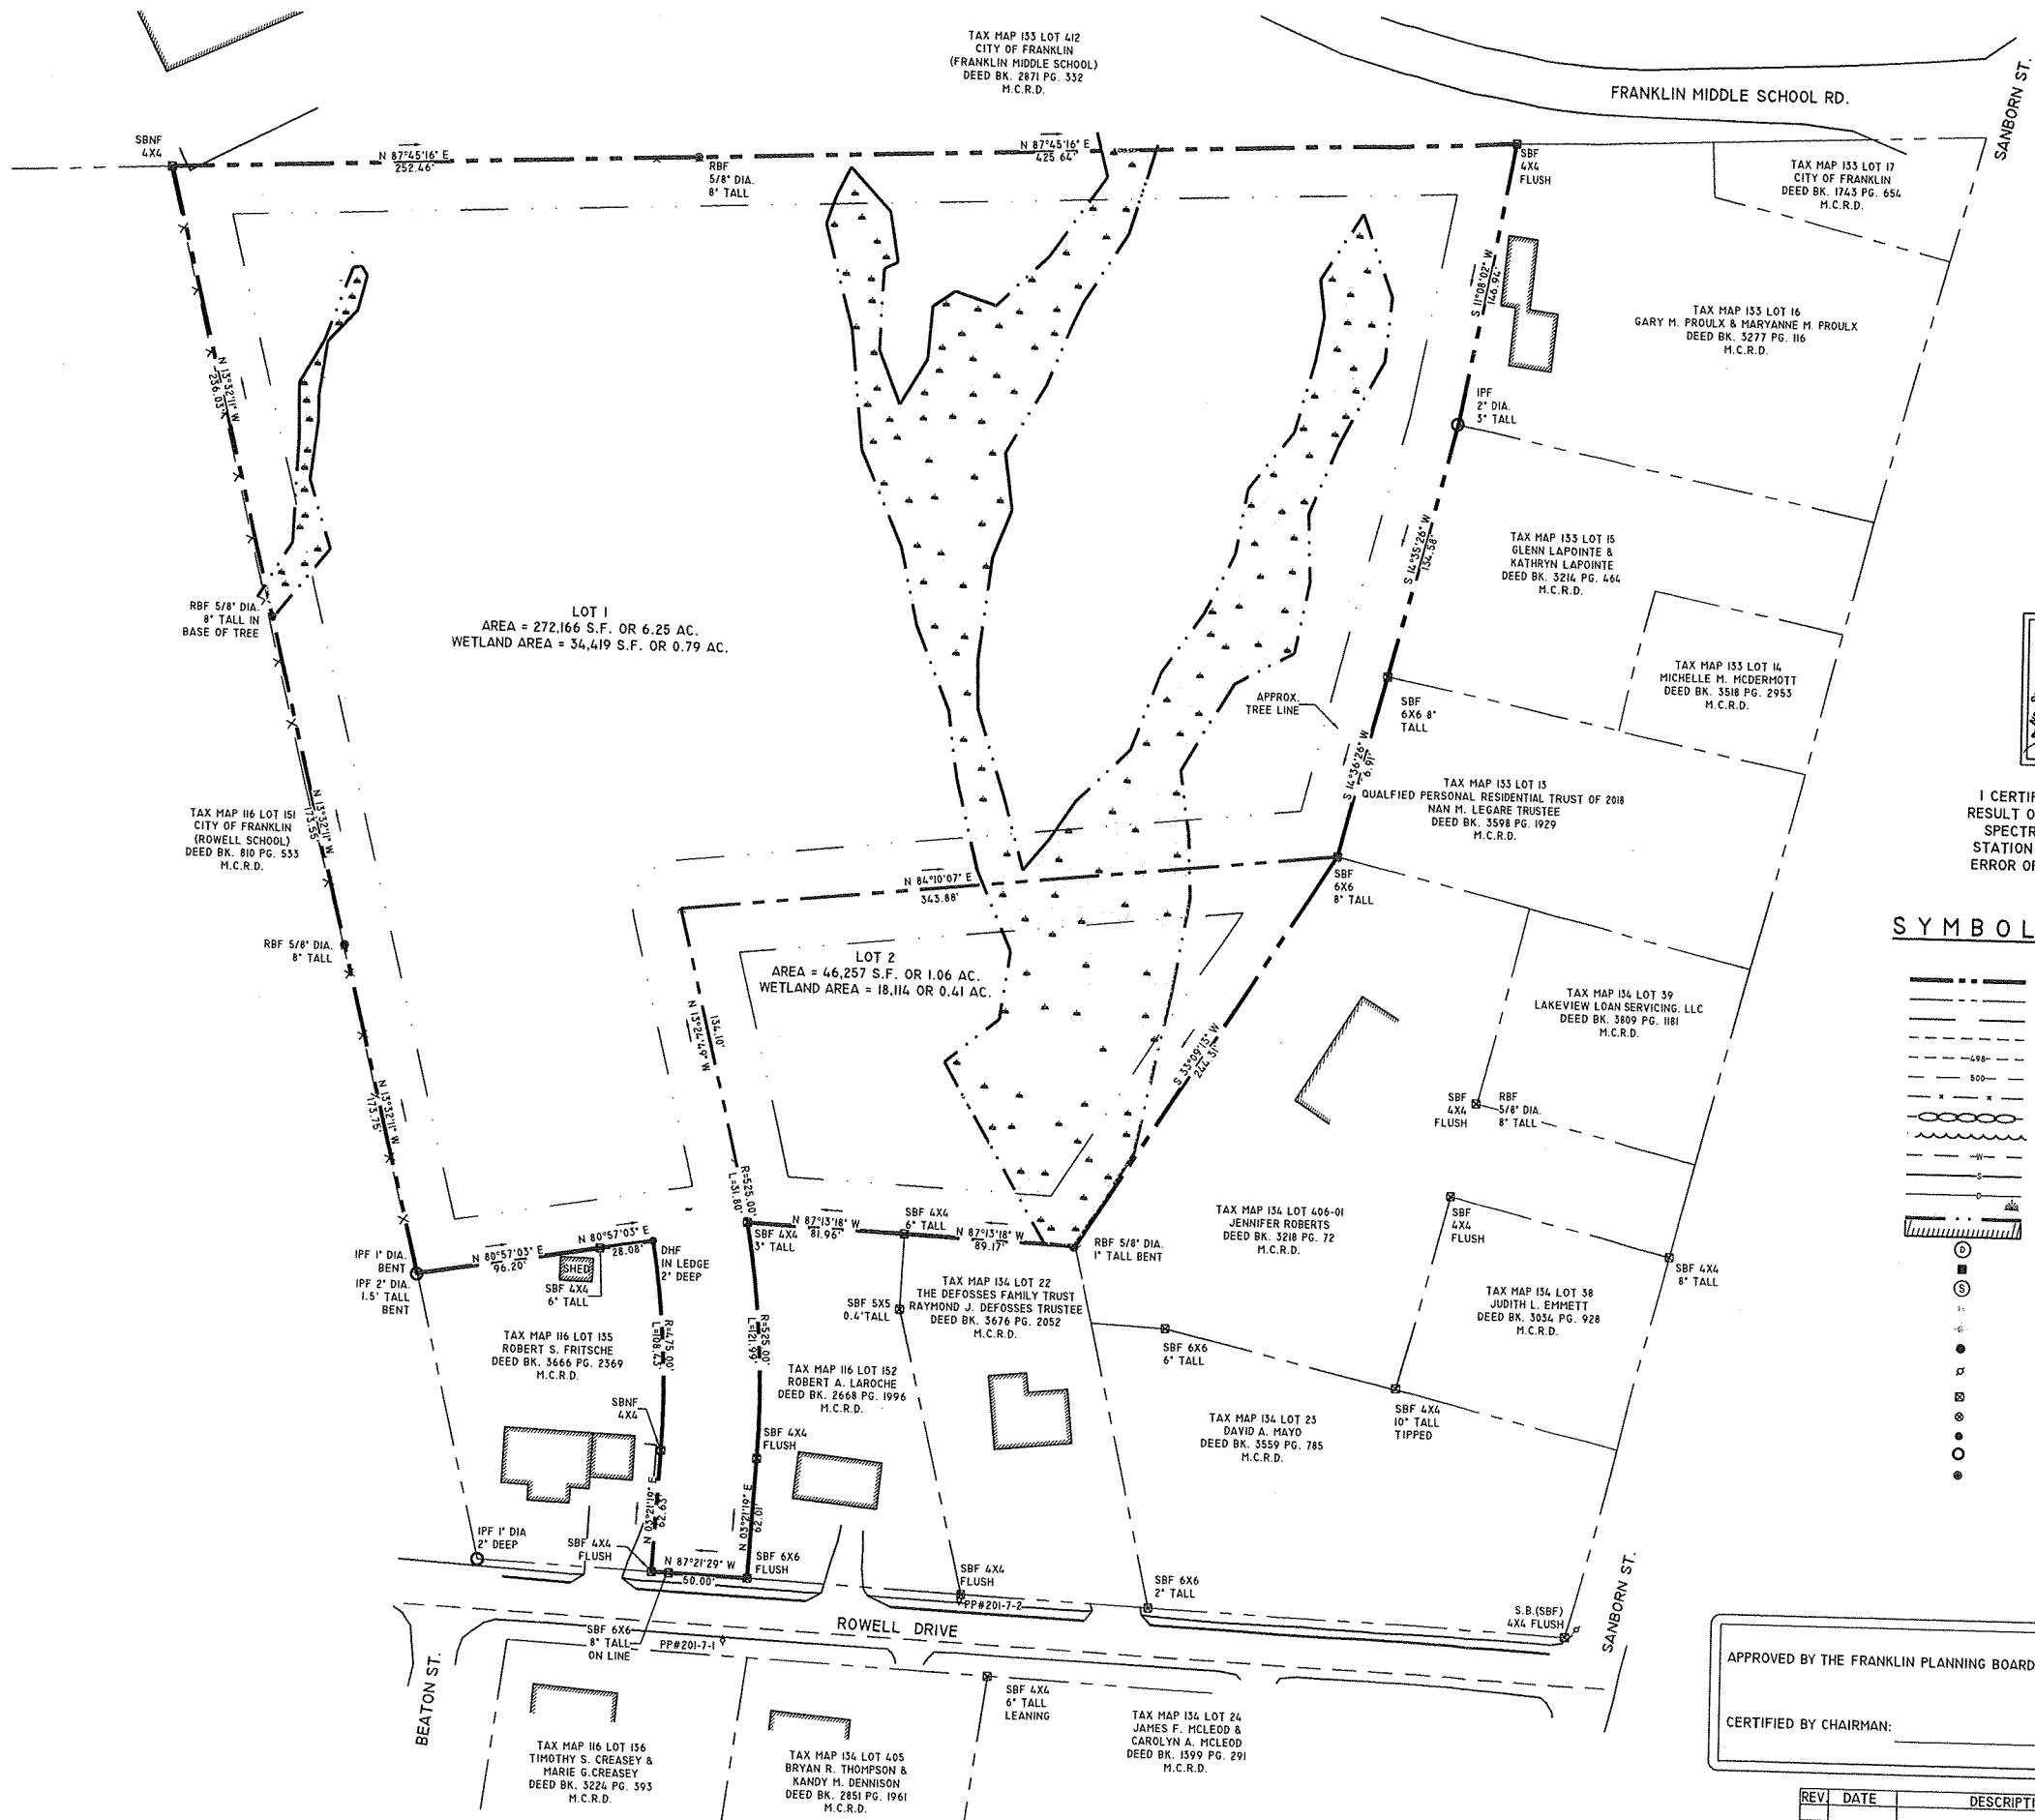 TAX MAP 133 LOT 412
CITY OF FRANKLIN
(FRANKLIN MIDDLE SCHOOL)
DEED BK. 2871 PG. 332
M.C.R.D.
FRANKLIN MIDDLE SCHOOL RD.
SANBORN ST.
SBNF
4X4
N 87°45'16" E
252.46'
RBF
5/8" DIA.
8" TALL
N 87°45'16" E
425.64'
SBF
4X4
FLUSH
TAX MAP 133 LOT 17
CITY OF FRANKLIN
DEED BK. 1743 PG. 654
M.C.R.D.
S 11°08'02" W
146.94'
TAX MAP 133 LOT 16
GARY M. PROULX & MARYANNE M. PROULX
DEED BK. 3277 PG. 116
M.C.R.D.
N 13°32'11" W
236.03'
IPF
2" DIA.
3" TALL
S 14°35'26" W
134.58'
TAX MAP 133 LOT 15
GLENN LAPOINTE &
KATHRYN LAPOINTE
DEED BK. 3214 PG. 464
M.C.R.D.
RBF 5/8" DIA.
8" TALL IN
BASE OF TREE
LOT 1
AREA = 272,166 S.F. OR 6.25 AC.
WETLAND AREA = 34,419 S.F. OR 0.79 AC.
TAX MAP 133 LOT 14
MICHELLE M. MCDERMOTT
DEED BK. 3518 PG. 2953
M.C.R.D.
APPROX.
TREE LINE
SBF
6X6 8"
TALL
S 14°36'26" W
TAX MAP 133 LOT 13
QUALFIED PERSONAL RESIDENTIAL TRUST OF 2018
NAN M. LEGARE TRUSTEE
DEED BK. 3598 PG. 1929
M.C.R.D.
I CERTIF
RESULT O
SPECTR
STATION
ERROR OF
TAX MAP 116 LOT 151
CITY OF FRANKLIN
(ROWELL SCHOOL)
DEED BK. 810 PG. 533
M.C.R.D.
N 13°32'11" W
173.55'
N 84°10'07" E
343.88'
SBF
6X6
8" TALL
RBF 5/8" DIA.
8" TALL
SYMBOL
LOT 2
AREA = 46,257 S.F. OR 1.06 AC.
WETLAND AREA = 18,114 OR 0.41 AC.
134.10'
N 13°24'49" W
TAX MAP 134 LOT 39
LAKEVIEW LOAN SERVICING, LLC
DEED BK. 3809 PG. 1181
M.C.R.D.
S 33°09'13" W
244.31'
498
500
W
S
D
D
S
N 13°32'11" W
173.75'
SBF
4X4
FLUSH
RBF
5/8" DIA.
8" TALL
R=525.00'
L=31.80'
N 80°57'03" E
96.20'
N 80°57'03" E
28.08'
SHED
SBF 4X4
6" TALL
DHF
IN LEDGE
2" DEEP
SBF 4X4
3" TALL
N 87°13'18" W
81.96'
SBF 4X4
6" TALL
N 87°13'18" W
89.17'
RBF 5/8" DIA.
1" TALL BENT
TAX MAP 134 LOT 406-01
JENNIFER ROBERTS
DEED BK. 3218 PG. 72
M.C.R.D.
SBF
4X4
FLUSH
SBF 4X4
8" TALL
IPF 1" DIA.
BENT
IPF 2" DIA.
1.5' TALL
BENT
SBF 5X5
0.4'TALL
TAX MAP 134 LOT 22
THE DEFOSSES FAMILY TRUST
RAYMOND J. DEFOSSES TRUSTEE
DEED BK. 3676 PG. 2052
M.C.R.D.
TAX MAP 134 LOT 38
JUDITH L. EMMETT
DEED BK. 3034 PG. 928
M.C.R.D.
TAX MAP 116 LOT 135
ROBERT S. FRITSCHE
DEED BK. 3666 PG. 2369
M.C.R.D.
R=475.00'
L=108.43'
R=525.00'
L=121.99'
SBF 6X6
6" TALL
TAX MAP 116 LOT 152
ROBERT A. LAROCHE
DEED BK. 2668 PG. 1996
M.C.R.D.
SBNF
4X4
SBF 4X4
FLUSH
TAX MAP 134 LOT 23
DAVID A. MAYO
DEED BK. 3559 PG. 785
M.C.R.D.
SBF 4X4
10" TALL
TIPPED
N 03°21'19" E
62.63'
N 03°21'19" E
62.01'
IPF 1" DIA
2" DEEP
SBF 4X4
FLUSH
N 87°21'29" W
50.00'
SBF 6X6
FLUSH
SBF 4X4
FLUSH
PP#201-7-2
SBF 6X6
2" TALL
S.B.(SBF)
4X4 FLUSH
SANBORN ST.
ROWELL DRIVE
SBF 6X6
8" TALL
ON LINE
PP#201-7-1
BEATON ST.
SBF 4X4
6" TALL
LEANING
TAX MAP 116 LOT 136
TIMOTHY S. CREASEY &
MARIE G.CREASEY
DEED BK. 3224 PG. 393
M.C.R.D.
TAX MAP 134 LOT 405
BRYAN R. THOMPSON &
KANDY M. DENNISON
DEED BK. 2851 PG. 1961
M.C.R.D.
TAX MAP 134 LOT 24
JAMES F. MCLEOD &
CAROLYN A. MCLEOD
DEED BK. 1399 PG. 291
M.C.R.D.
APPROVED BY THE FRANKLIN PLANNING BOARD
CERTIFIED BY CHAIRMAN:
REV. DATE DESCRIPTI